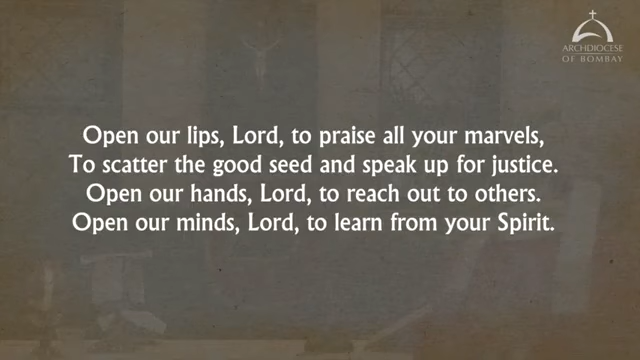 ARCHDIOCESE
OF BOMBAY
Open our lips, Lord, to praise all your marvels,
To scatter the good seed and speak up for justice.
Open our hands, Lord, to reach out to others.
Open our minds, Lord, to learn from your Spirit.